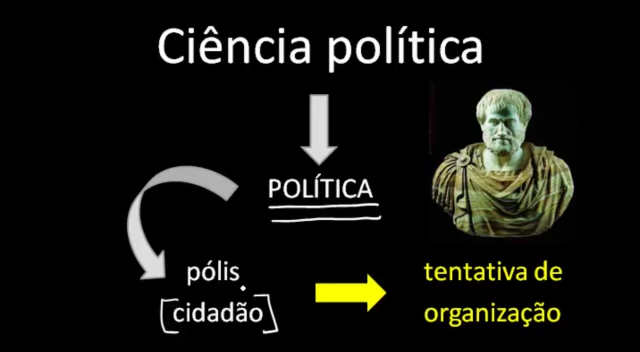 Ciência política
POLÍTICA
pólis
[cidadão]
tentativa de
organização